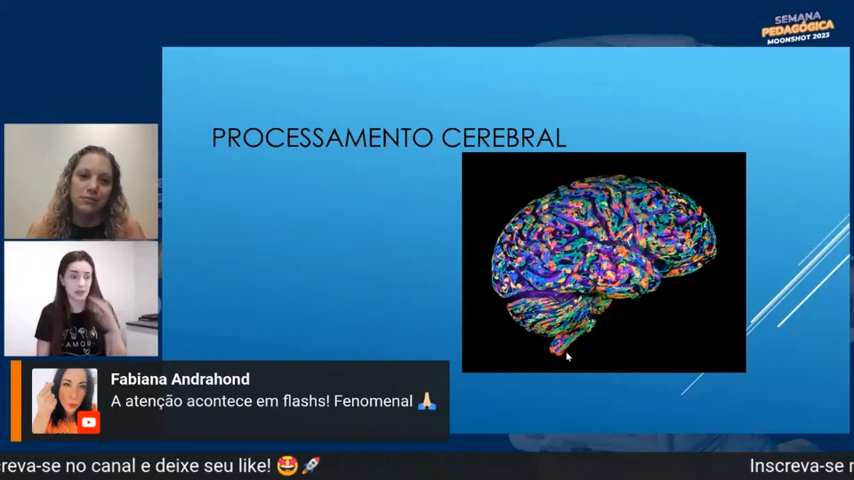 SEMANA
PEDAGÓGICA
MOONSHOT 2023
PROCESSAMENTO CEREBRAL
AMOR
Fabiana Andrahond
A atenção acontece em flashs! Fenomenal 🙏🏻
creva-se no canal e deixe seu like! 🤩🚀
Inscreva-se n